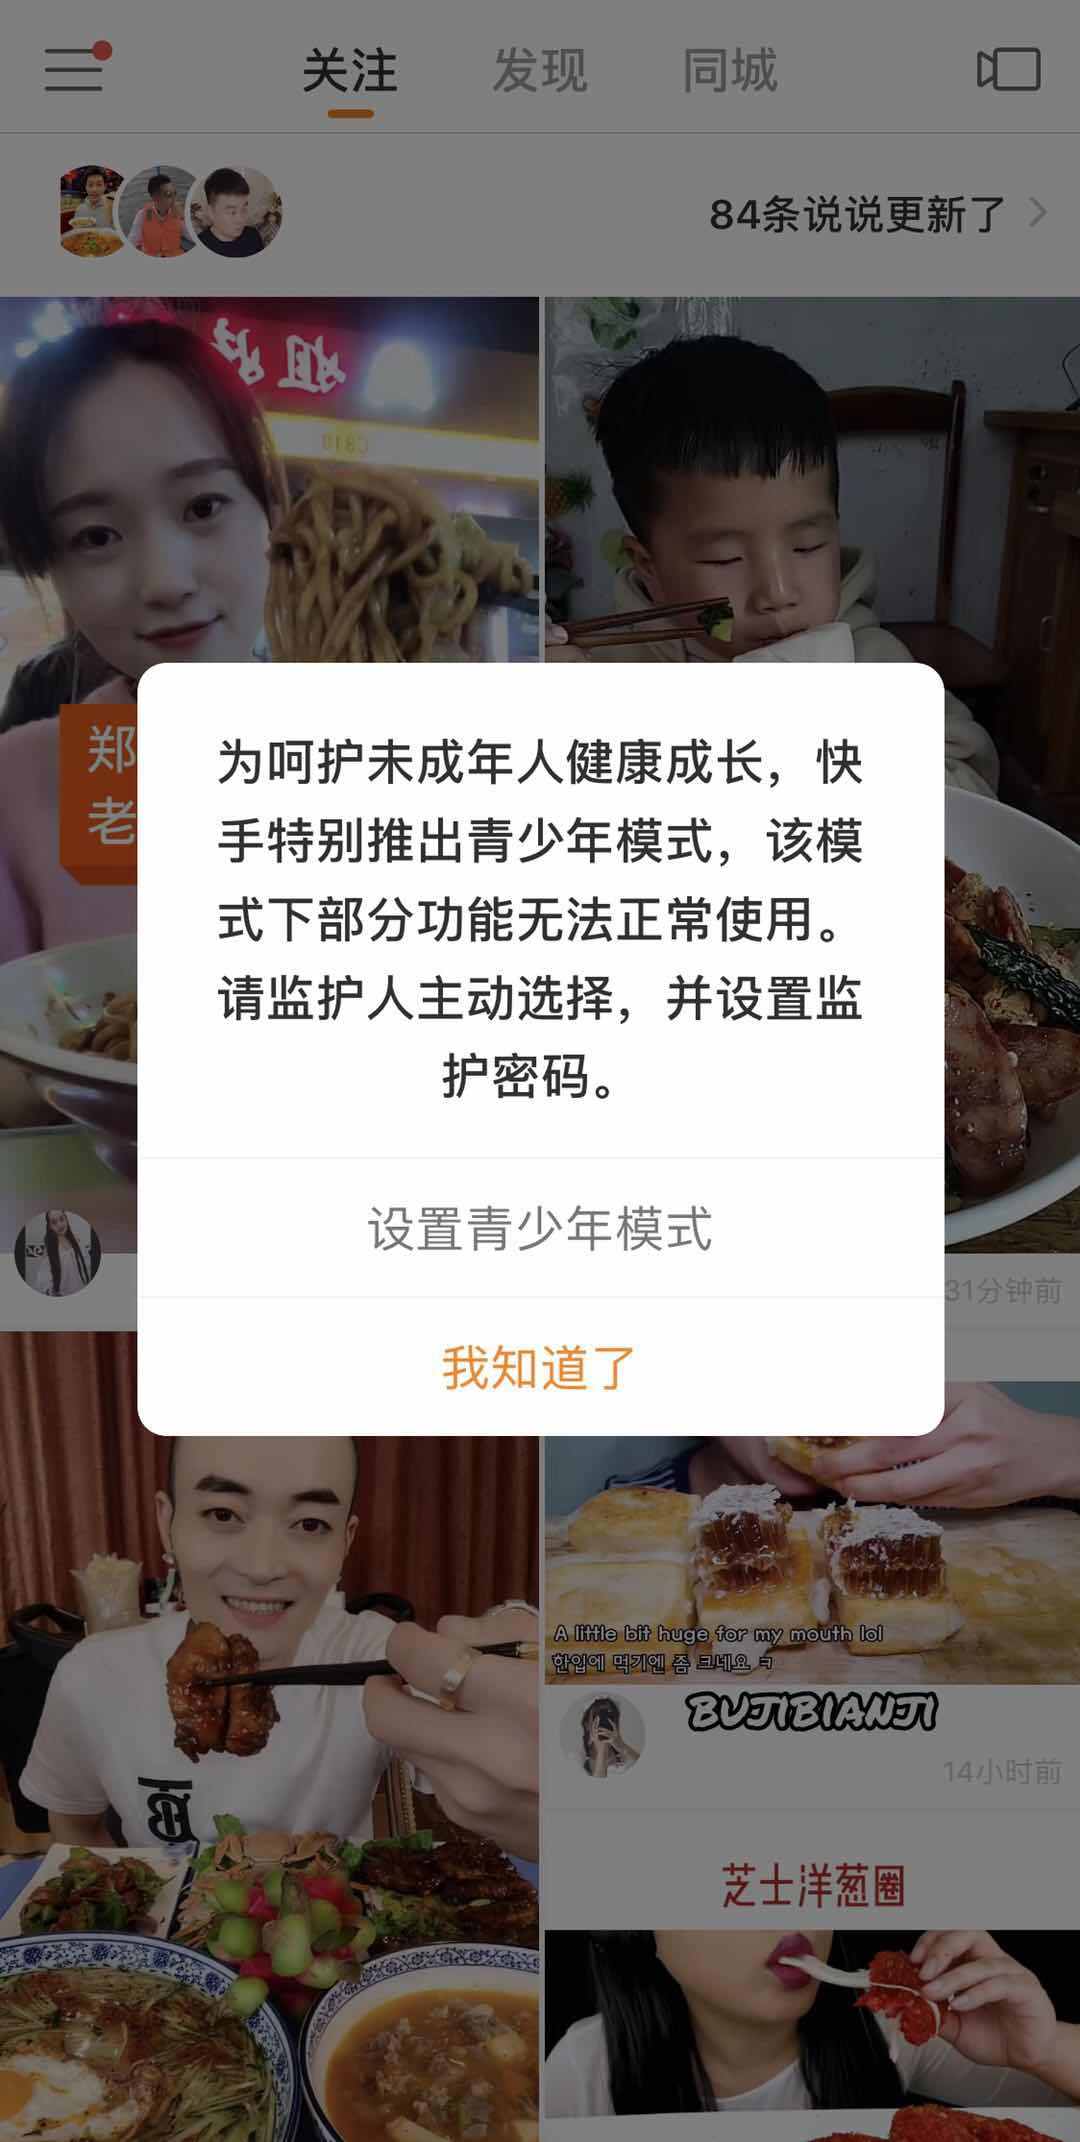 关注
发现
同城
84条说说更新了
姐
郑
老
为呵护未成年人健康成长，快
手特别推出青少年模式，该模
式下部分功能无法正常使用。
请监护人主动选择，并设置监
护密码。
设置青少年模式
我知道了
31分钟前
A little bit huge for my mouth lol
한입에 먹기엔 좀 크네요 ㅋ
BUJIBIANJI
14小时前
芝士洋葱圈